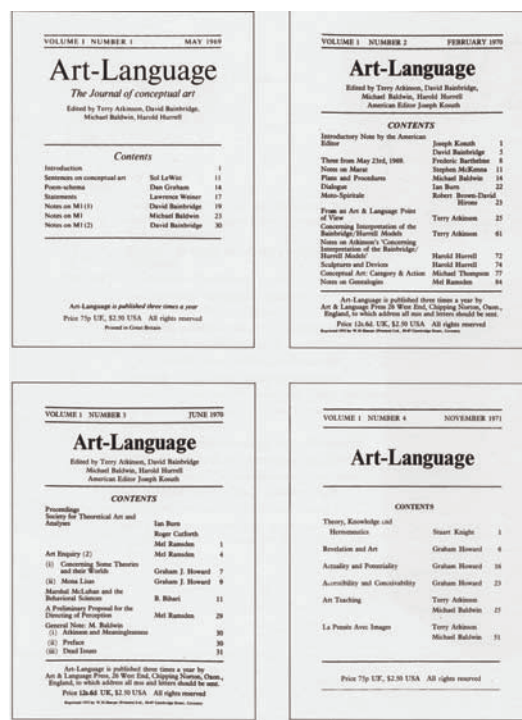 VOLUME 1 NUMBER 1 MAY 1969
Art-Language
The Journal of conceptual art
Edited by Terry Atkinson, David Bainbridge,
Michael Baldwin, Harold Hurrell
Contents
Introduction 1
Sentences on conceptual art Sol LeWitt 11
Poem-schema Dan Graham 14
Statements Lawrence Weiner 17
Notes on M1(1) David Bainbridge 19
Notes on M1 Michael Baldwin 23
Notes on M1 (2) David Bainbridge 30
Art-Language is published three times a year
Price 75p UK, $2.50 USA All rights reserved
Printed in Great Britain
VOLUME 1 NUMBER 2 FEBRUARY 1970
Art-Language
Edited by Terry Atkinson, David Bainbridge,
Michael Baldwin, Harold Hurrell
American Editor Joseph Kosuth
CONTENTS
Introductory Note by the American
Editor Joseph Kosuth 1
David Bainbridge 5
Three from May 23rd, 1969. Frederic Barthelme 8
Notes on Marat Stephen McKenna 11
Plans and Procedures Michael Baldwin 14
Dialogue Ian Burn 22
Moto-Spiritale Robert Brown-David
Hirons 23
From an Art & Language Point
of View Terry Atkinson 25
Concerning Interpretation of the
Bainbridge/Hurrell Models Terry Atkinson 61
Notes on Atkinson's 'Concerning
Interpretation of the Bainbridge/
Hurrell Models' Harold Hurrell 72
Sculptures and Devices Harold Hurrell 74
Conceptual Art: Category & Action Michael Thompson 77
Notes on Genealogies Mel Ramsden 84
Art-Language is published three times a year by
Art & Language Press 26 West End, Chipping Norton, Oxon.,
England, to which address all mss and letters should be sent.
Price 12s.6d. UK, $2.50 USA All rights reserved
VOLUME 1 NUMBER 3 JUNE 1970
Art-Language
Edited by Terry Atkinson, David Bainbridge,
Michael Baldwin, Harold Hurrell
American Editor Joseph Kosuth
CONTENTS
Proceedings
Society for Theoretical Art and
Analyses Ian Burn
Roger Cutforth
Mel Ramsden 1
Art Enquiry (2) Mel Ramsden 4
(i) Concerning Some Theories
and their Worlds Graham J. Howard 7
(ii) Mona Lisas Graham J. Howard 9
Marshal McLuhan and the
Behavioral Sciences B. Bihari 11
A Preliminary Proposal for the
Directing of Perception Mel Ramsden 29
General Note: M. Baldwin
(i) Atkinson and Meaninglessness 30
(ii) Preface 30
(iii) Dead Issues 31
Art-Language is published three times a year by
Art & Language Press, 26 West End, Chipping Norton, Oxon.,
England, to which address all mss and letters should be sent.
Price 12s.6d UK, $2.50 USA All rights reserved
VOLUME 1 NUMBER 4 NOVEMBER 1971
Art-Language
CONTENTS
Theory, Knowledge and
Hermeneutics Stuart Knight 1
Revelation and Art Graham Howard 6
Actuality and Potentiality Graham Howard 16
Accessibility and Conceivability Graham Howard 23
Art Teaching Terry Atkinson
Michael Baldwin 25
La Pensée Avec Images Terry Atkinson
Michael Baldwin 51
Price 75p UK, $2.50 USA All rights reserved